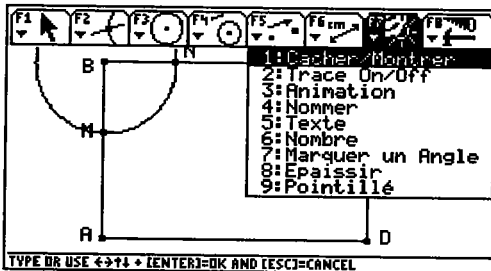 F1 F2 F3 F4 F5 F6 cm F7 F8
N
B
1:Cacher/Montrer
2:Trace On/Off
3:Animation
4:Nommer
5:Texte
6:Nombre
7:Marquer un Angle
8:Epaissir
9:Pointillé
M
A
D
TYPE OR USE ←→↑↓ + [ENTER]=OK AND [ESC]=CANCEL